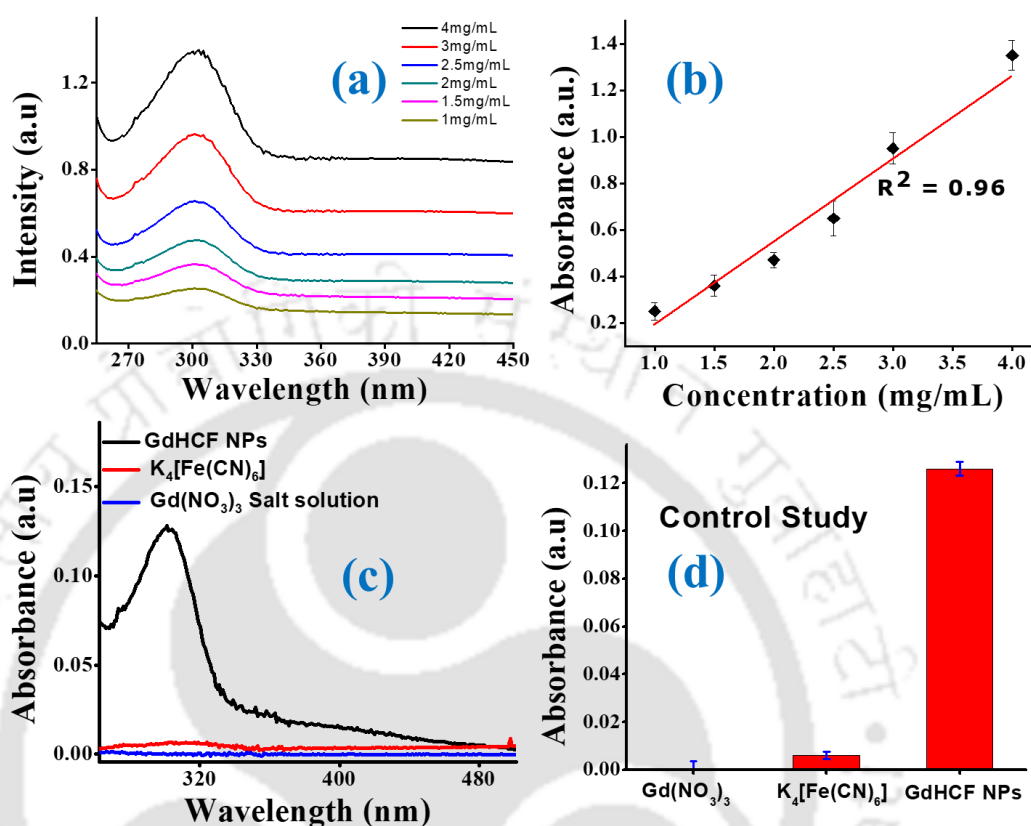 4mg/mL
3mg/mL
2.5mg/mL
2mg/mL
1.5mg/mL
1mg/mL
(a)
Intensity (a.u)
1.2
0.8
0.4
0.0
270 300 330 360 390 420 450
Wavelength (nm)
(b)
Absorbance (a.u.)
1.4
1.2
1.0
0.8
0.6
0.4
0.2
R² = 0.96
1.0 1.5 2.0 2.5 3.0 3.5 4.0
Concentration (mg/mL)
GdHCF NPs
K₄[Fe(CN)₆]
Gd(NO₃)₃ Salt solution
(c)
Absorbance (a.u)
0.15
0.10
0.05
0.00
320 400 480
Wavelength (nm)
Control Study
(d)
Absorbance (a.u)
0.12
0.10
0.08
0.06
0.04
0.02
0.00
Gd(NO₃)₃ K₄[Fe(CN)₆] GdHCF NPs